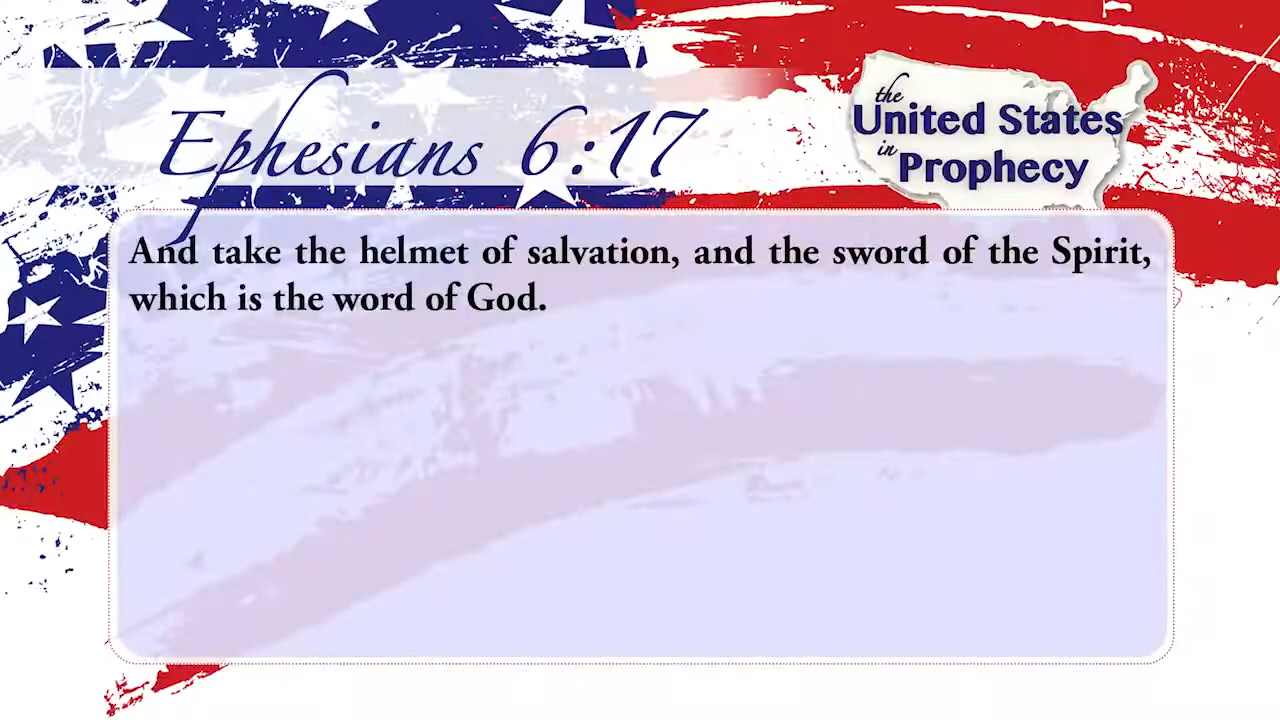 Ephesians 6:17
the
United States
in
Prophecy
And take the helmet of salvation, and the sword of the Spirit,
which is the word of God.